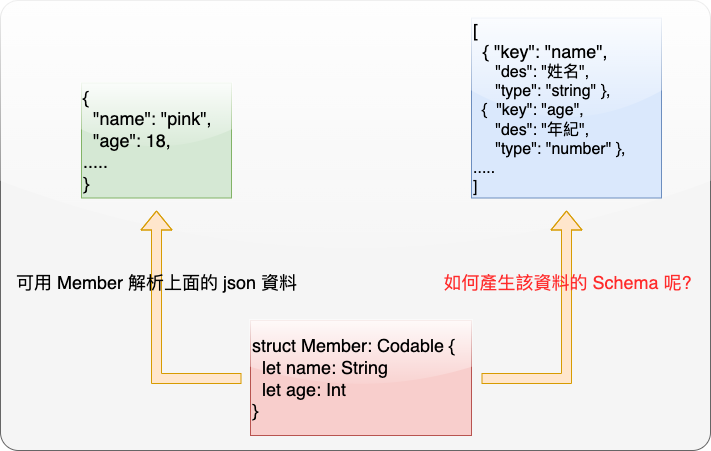 {
"name": "pink",
"age": 18,
.....
}
[
{ "key": "name",
"des": "姓名",
"type": "string" },
{ "key": "age",
"des": "年紀",
"type": "number" },
.....
]
可用 Member 解析上面的 json 資料
如何產生該資料的 Schema 呢?
struct Member: Codable {
let name: String
let age: Int
}